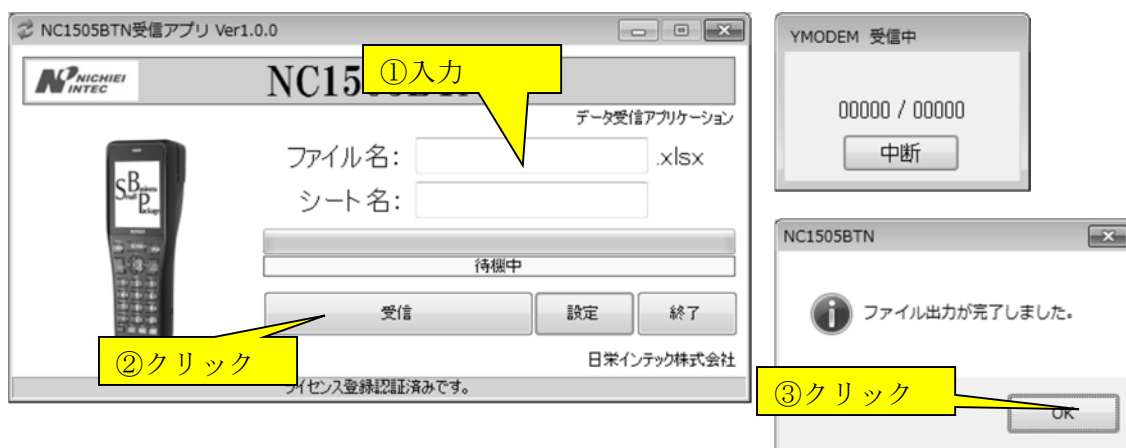 NC1505BTN受信アプリ Ver1.0.0
NICHIEI INTEC
NC15
①入力
データ受信アプリケーション
ファイル名:
.xlsx
シート名:
Small Business Package
待機中
受信
設定
終了
②クリック
日栄インテック株式会社
ライセンス登録認証済みです。
YMODEM 受信中
00000 / 00000
中断
NC1505BTN
ファイル出力が完了しました。
③クリック
OK